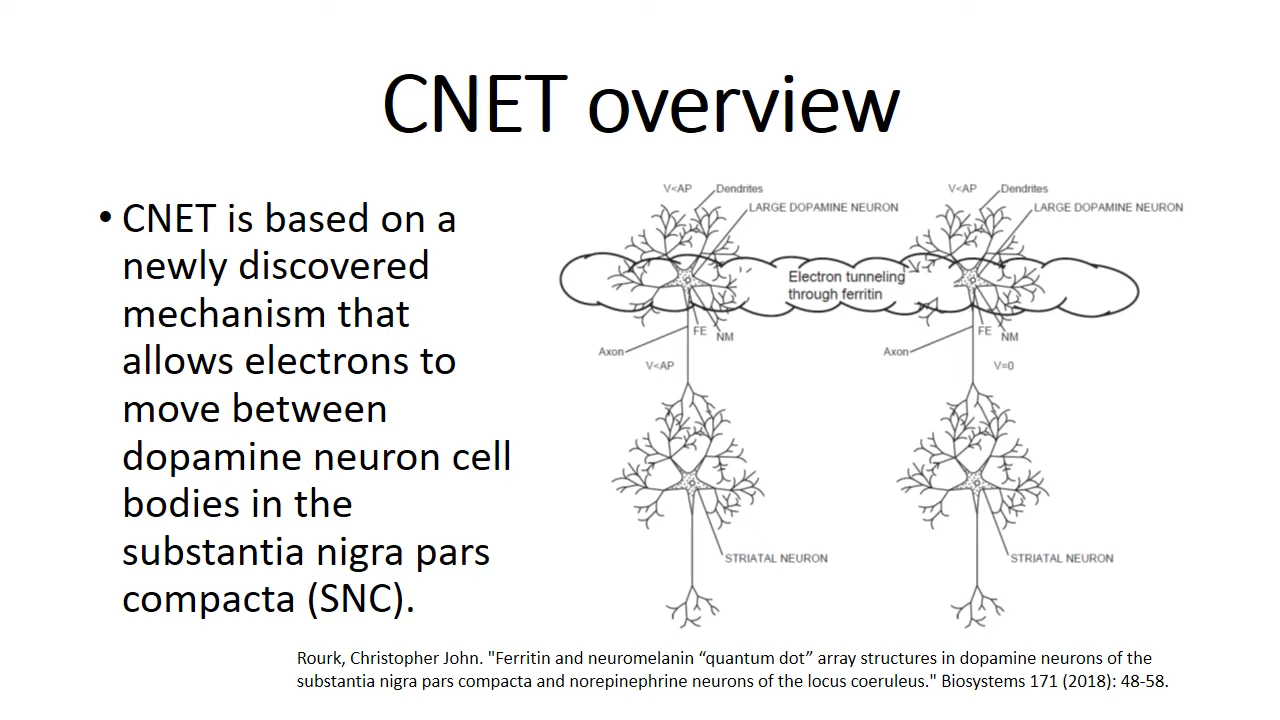 CNET overview
• CNET is based on a
newly discovered
mechanism that
allows electrons to
move between
dopamine neuron cell
bodies in the
substantia nigra pars
compacta (SNC).
V<AP
Dendrites
LARGE DOPAMINE NEURON
V<AP
Dendrites
LARGE DOPAMINE NEURON
Electron tunneling
through ferritin
FE
NM
Axon
V<AP
FE
NM
Axon
V=0
STRIATAL NEURON
STRIATAL NEURON
Rourk, Christopher John. "Ferritin and neuromelanin “quantum dot” array structures in dopamine neurons of the
substantia nigra pars compacta and norepinephrine neurons of the locus coeruleus." Biosystems 171 (2018): 48-58.